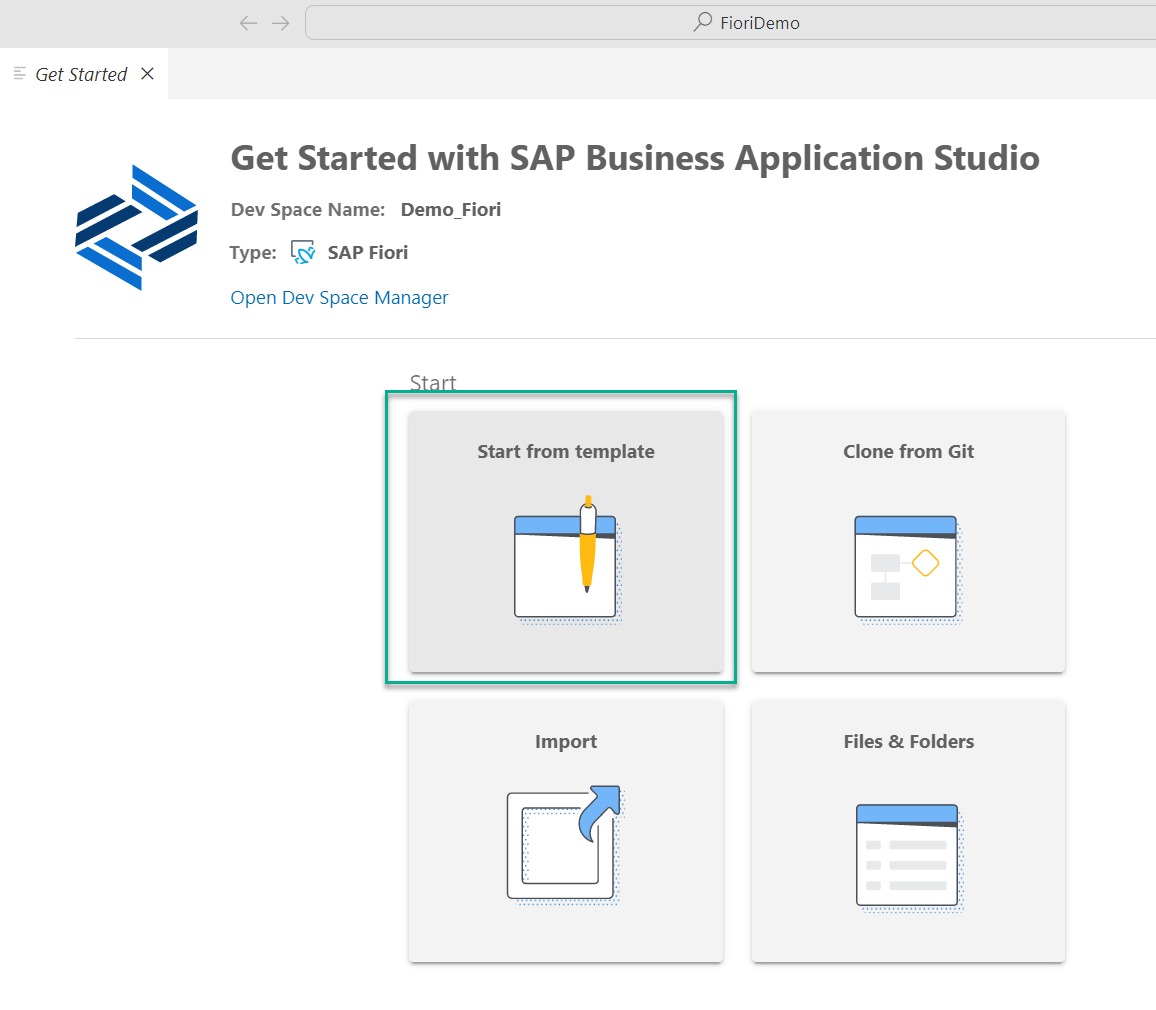 FioriDemo
Get Started
Get Started with SAP Business Application Studio
Dev Space Name: Demo_Fiori
Type: SAP Fiori
Open Dev Space Manager
Start
Start from template
Clone from Git
Import
Files & Folders